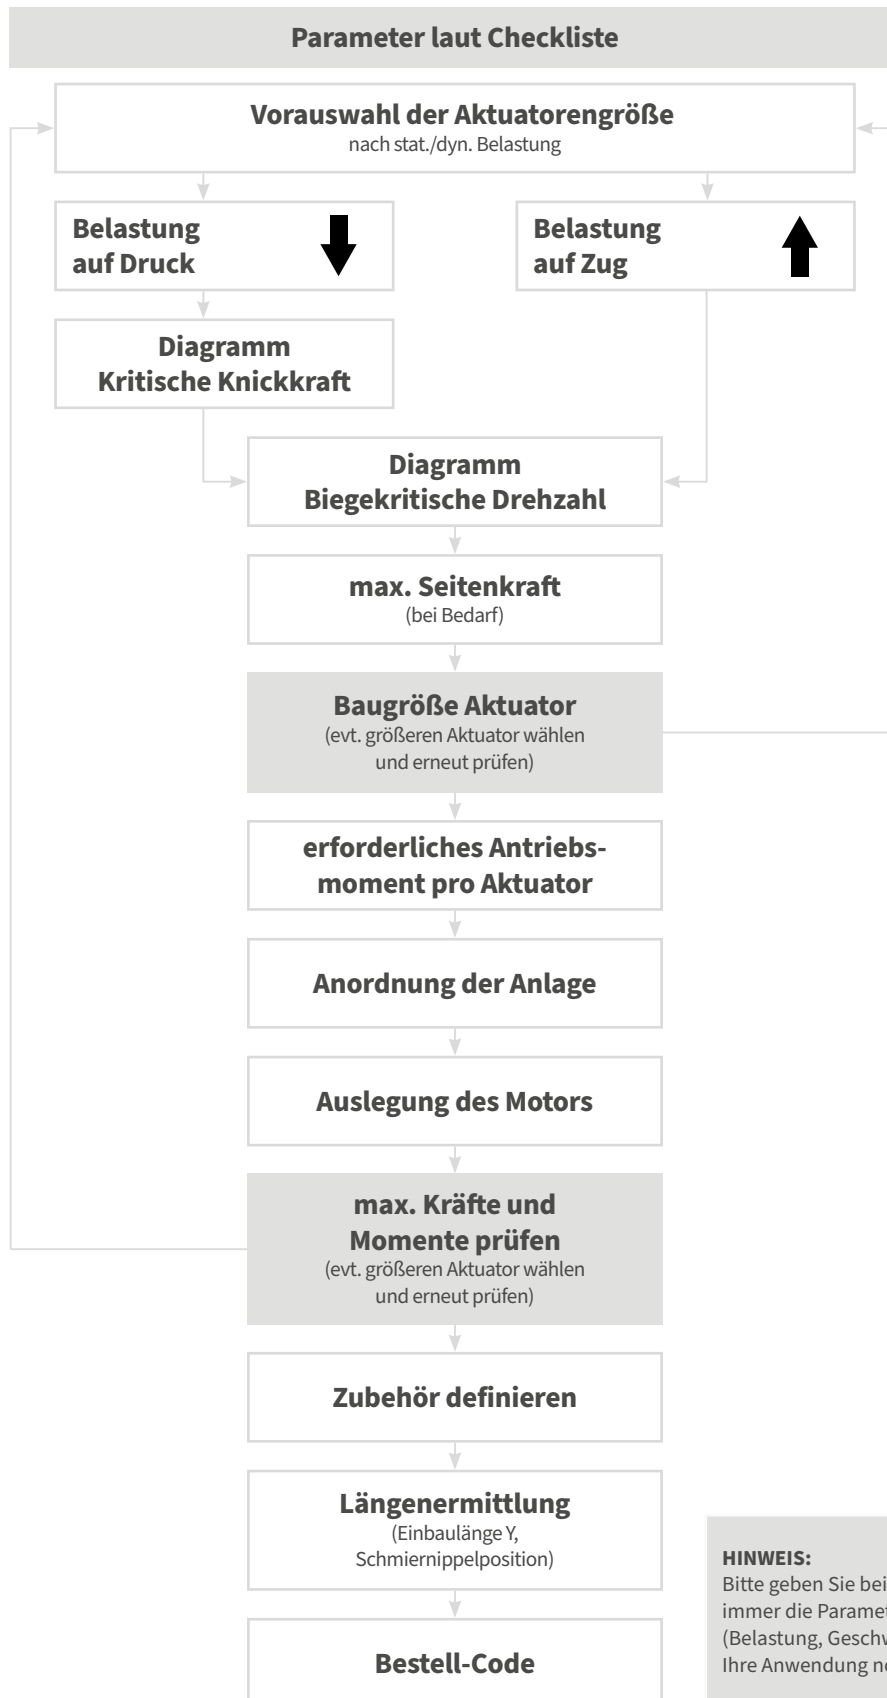 Parameter laut Checkliste
Vorauswahl der Aktuatorengröße
nach stat./dyn. Belastung
Belastung
auf Druck
Belastung
auf Zug
Diagramm
Kritische Knickkraft
Diagramm
Biegekritische Drehzahl
max. Seitenkraft
(bei Bedarf)
Baugröße Aktuator
(evt. größeren Aktuator wählen
und erneut prüfen)
erforderliches Antriebs-
moment pro Aktuator
Anordnung der Anlage
Auslegung des Motors
max. Kräfte und
Momente prüfen
(evt. größeren Aktuator wählen
und erneut prüfen)
Zubehör definieren
Längenermittlung
(Einbaulänge Y,
Schmiernippelposition)
Bestell-Code
HINWEIS:
Bitte geben Sie bei
immer die
(Belastung,
Ihre Anwendung